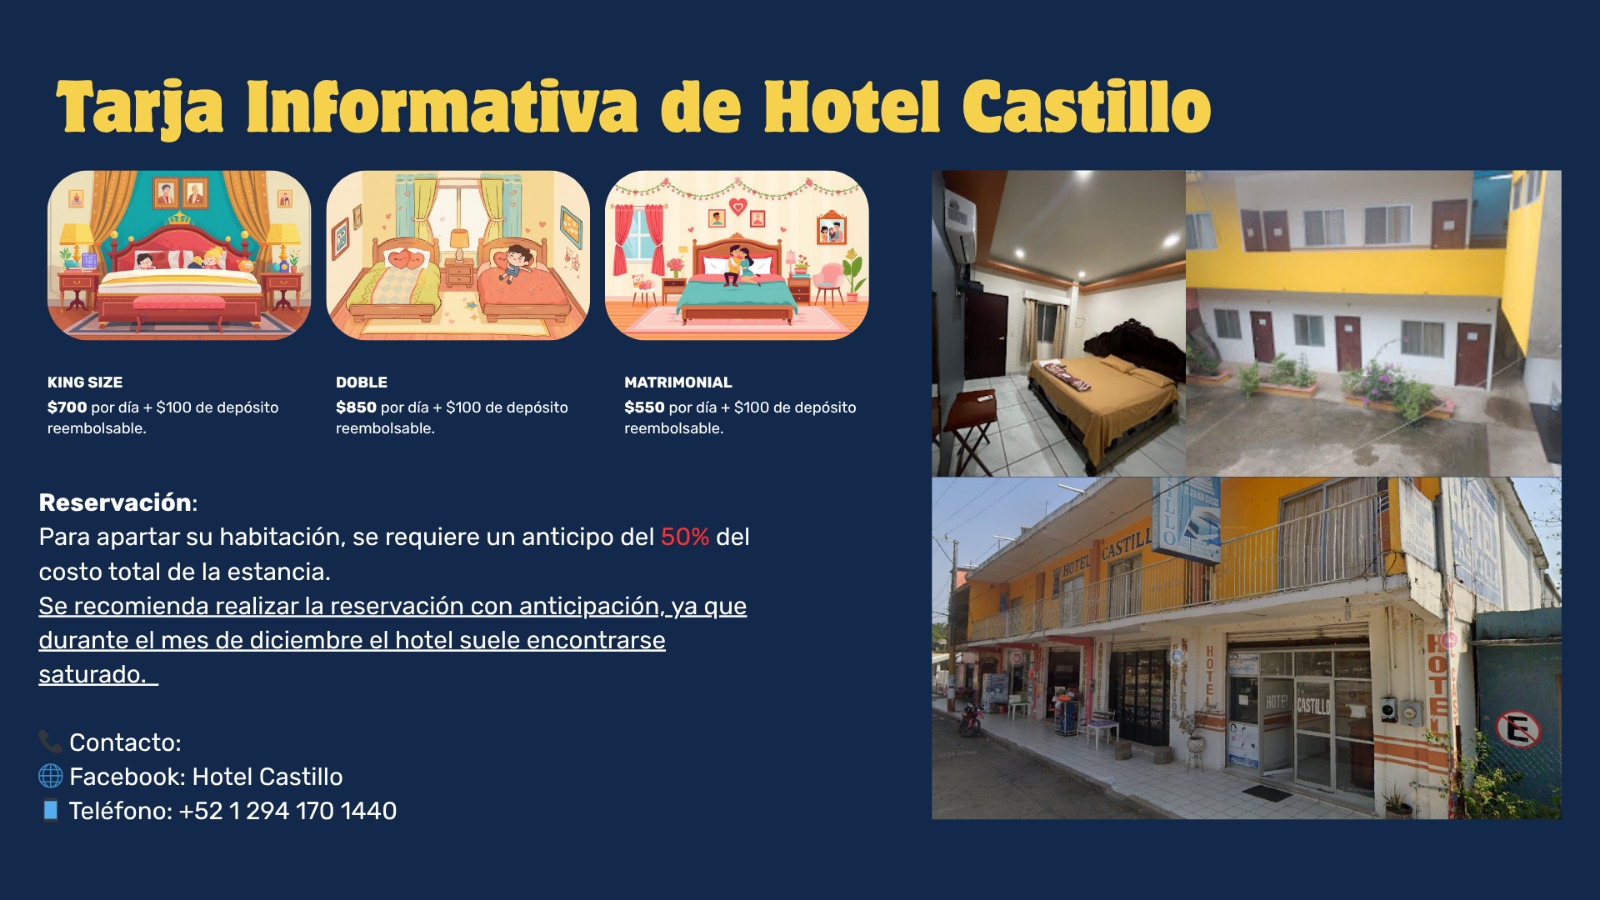 Tarja Informativa de Hotel Castillo
KING SIZE
$700 por día + $100 de depósito
reembolsable.
DOBLE
$850 por día + $100 de depósito
reembolsable.
MATRIMONIAL
$550 por día + $100 de depósito
reembolsable.
Reservación:
Para apartar su habitación, se requiere un anticipo del 50% del
costo total de la estancia.
Se recomienda realizar la reservación con anticipación, ya que
durante el mes de diciembre el hotel suele encontrarse
saturado.
Contacto:
Facebook: Hotel Castillo
Teléfono: +52 1 294 170 1440
HOTEL CASTILL
ILLO
HOTEL
HOTEL
HOTEL
CASTILLO
E